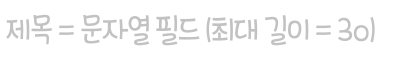 제목 = 문자열 필드 (최대 길이 = 30)